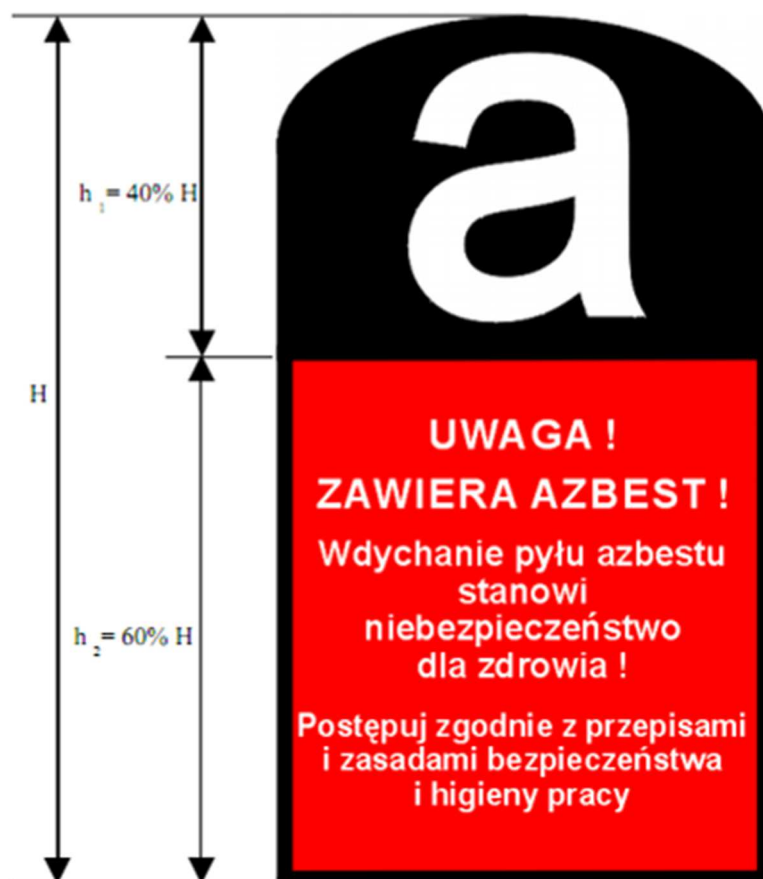 a
h₁= 40% H
H
UWAGA !
ZAWIERA AZBEST !
Wdychanie pyłu azbestu
stanowi
niebezpieczeństwo
dla zdrowia !
h₂= 60% H
Postępuj zgodnie z przepisami
i zasadami bezpieczeństwa
i higieny pracy